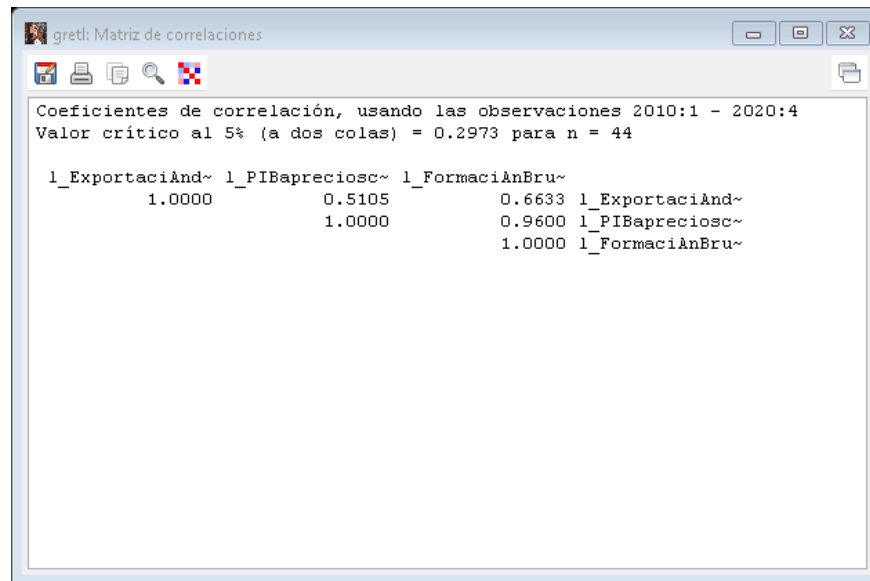 gretl: Matriz de correlaciones
Coeficientes de correlación, usando las observaciones 2010:1 - 2020:4
Valor crítico al 5% (a dos colas) = 0.2973 para n = 44
l_ExportaciAnd~ l_PIBapreciosc~ l_FormaciAnBru~
1.0000 0.5105 0.6633 l_ExportaciAnd~
1.0000 0.9600 l_PIBapreciosc~
1.0000 l_FormaciAnBru~